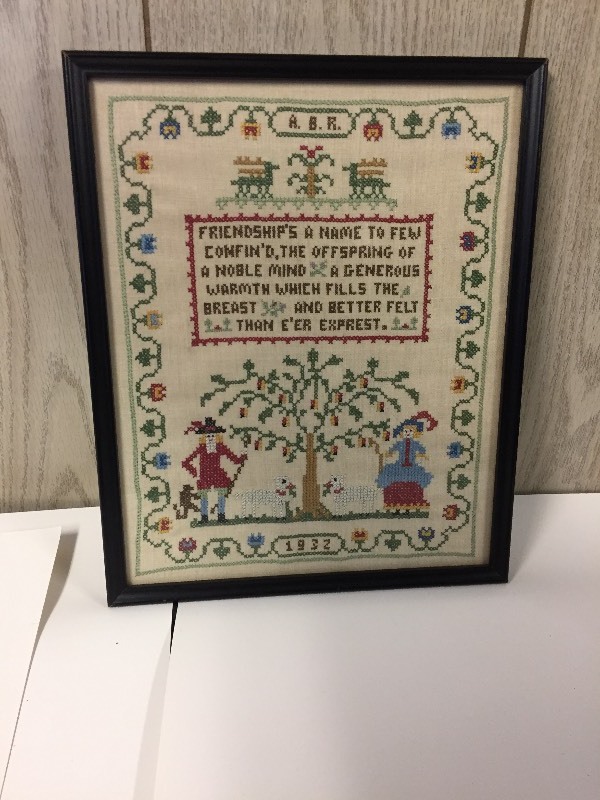 A. B. R.
FRIENDSHIP'S A NAME TO FEW
CONFIN'D, THE OFFSPRING OF
A NOBLE MIND A GENEROUS
WARMTH WHICH FILLS THE
BREAST AND BETTER FELT
THAN E'ER EXPREST.
1932